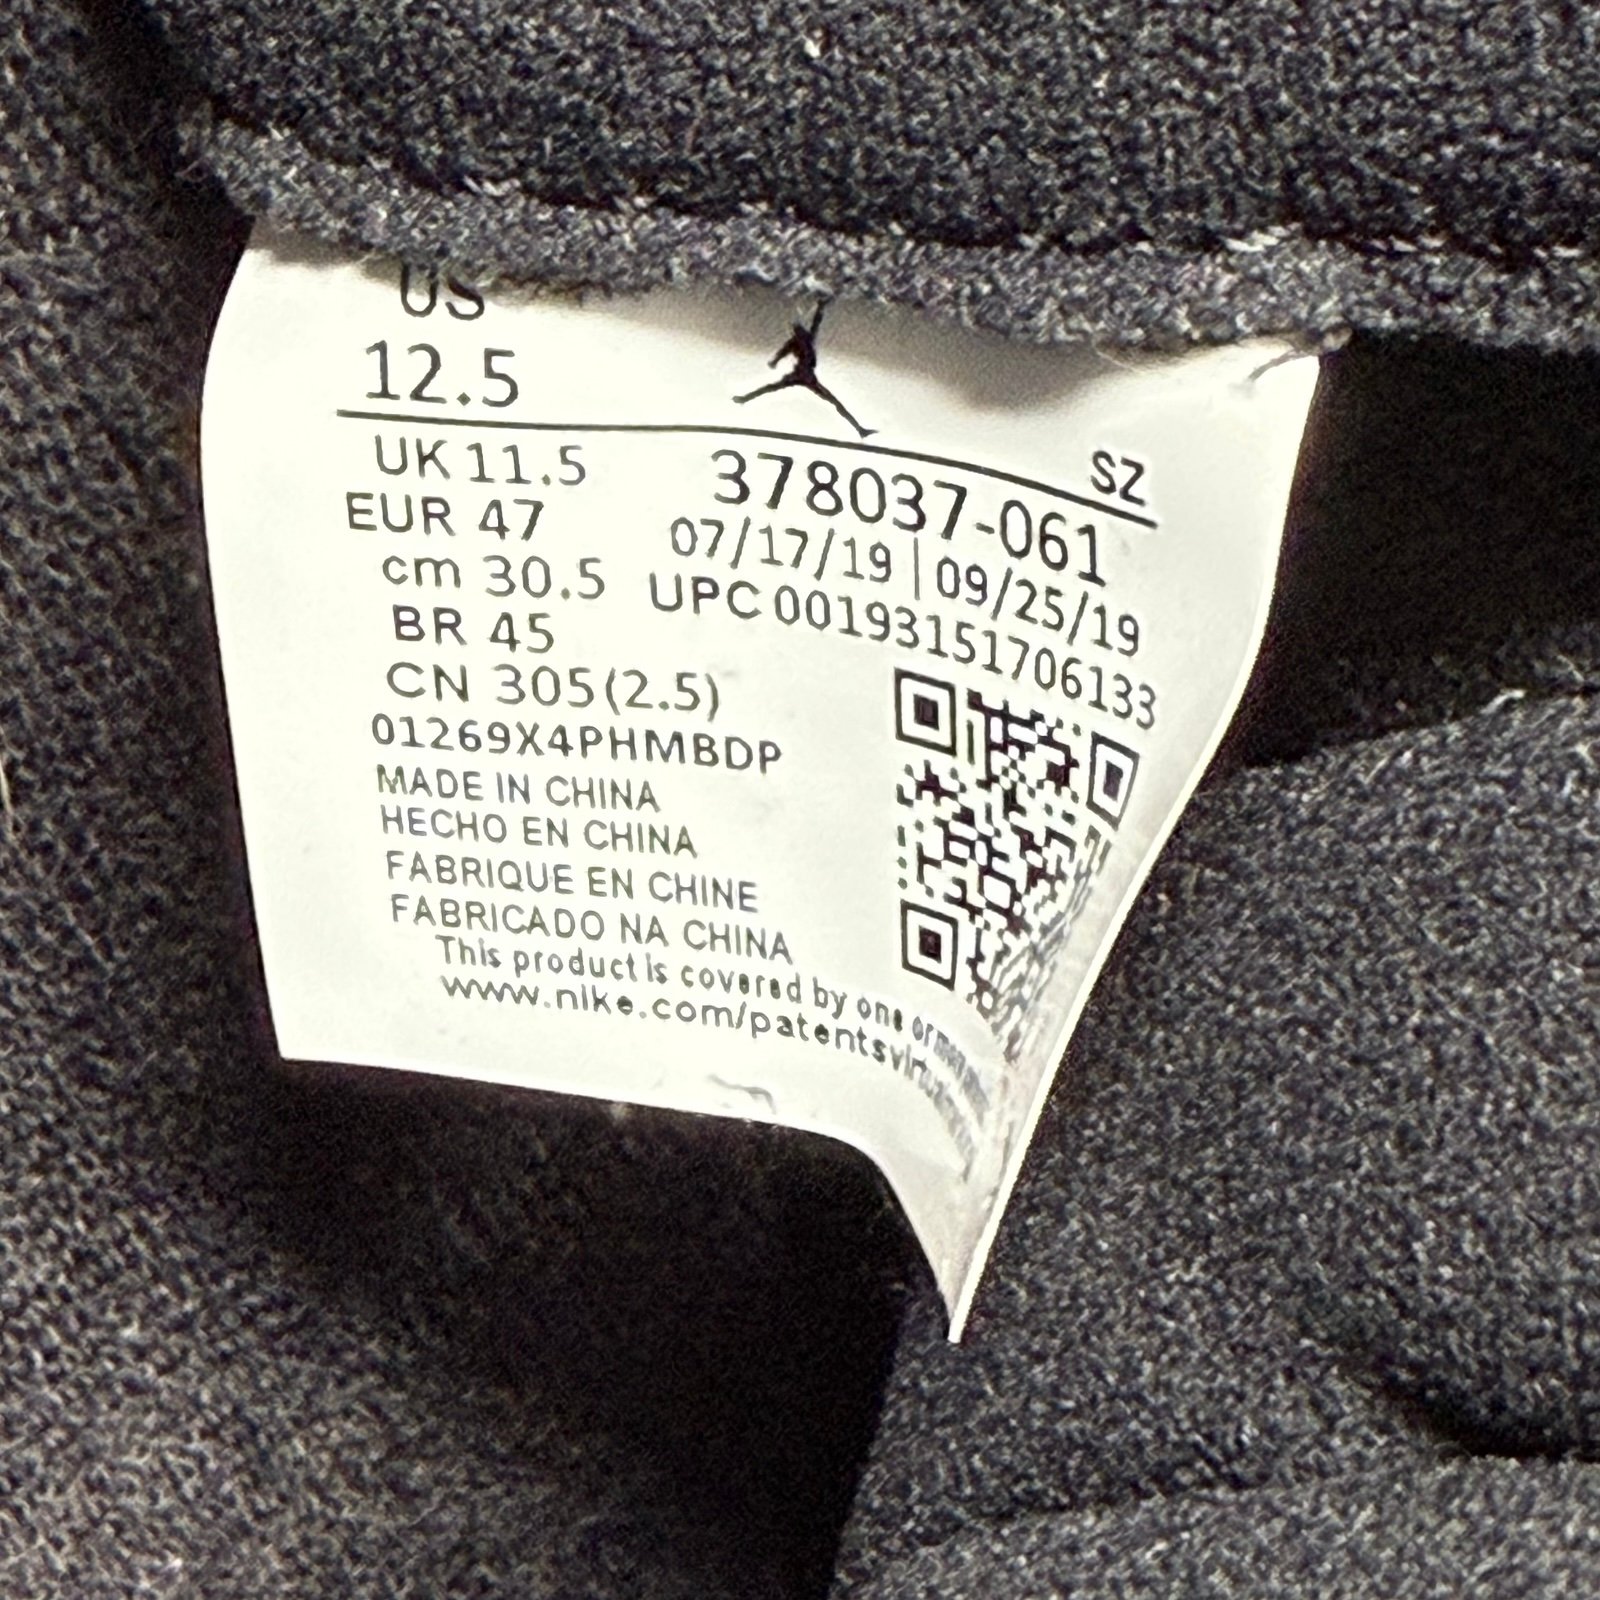 US
12.5
SZ
UK 11.5
378037-061
EUR 47
07/17/19 | 09/25/19
cm 30.5
UPC 00193151706133
BR 45
CN 305(2.5)
01269X4PHMBDP
MADE IN CHINA
HECHO EN CHINA
FABRIQUE EN CHINE
FABRICADO NA CHINA
This product is covered by one or
www.nike.com/patents